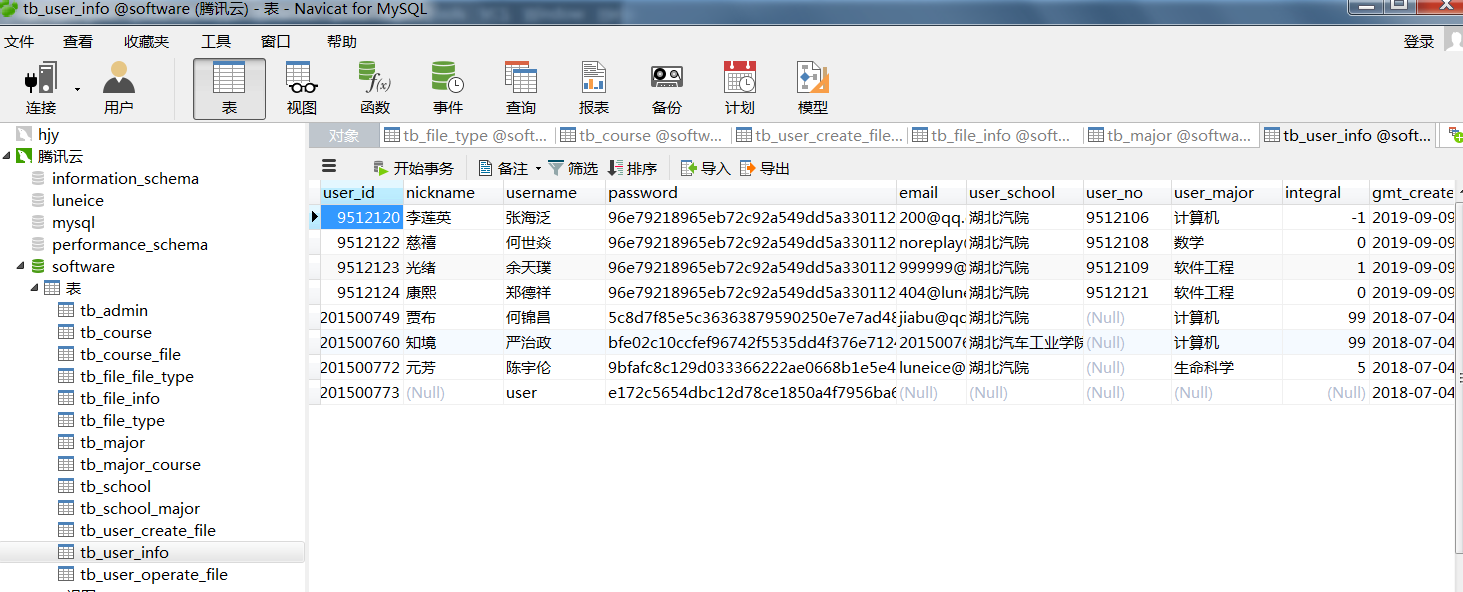 tb_user_info @software (腾讯云) - 表 - Navicat for MySQL
文件 查看 收藏夹 工具 窗口 帮助 登录
连接 用户 表 视图 函数 事件 查询 报表 备份 计划 模型
hjy
腾讯云
information_schema
luneice
mysql
performance_schema
software
表
tb_admin
tb_course
tb_course_file
tb_file_file_type
tb_file_info
tb_file_type
tb_major
tb_major_course
tb_school
tb_school_major
tb_user_create_file
tb_user_info
tb_user_operate_file
对象 tb_file_type @soft... tb_course @softw... tb_user_create_file... tb_file_info @soft... tb_major @softwa... tb_user_info @soft...
开始事务 备注 筛选 排序 导入 导出
user_id nickname username password email user_school user_no user_major integral gmt_create
9512120 李莲英 张海泛 96e79218965eb72c92a549dd5a330112 200@qq. 湖北汽院 9512106 计算机 -1 2019-09-09
9512122 慈禧 何世焱 96e79218965eb72c92a549dd5a330112 noreplay 湖北汽院 9512108 数学 0 2019-09-09
9512123 光绪 余天璞 96e79218965eb72c92a549dd5a330112 999999@ 湖北汽院 9512109 软件工程 1 2019-09-09
9512124 康熙 郑德祥 96e79218965eb72c92a549dd5a330112 404@lune 湖北汽院 9512121 软件工程 0 2019-09-09
201500749 贾布 何锦昌 5c8d7f85e5c36363879590250e7e7ad48 jiabu@qc 湖北汽院 (Null) 计算机 99 2018-07-04
201500760 知境 严治政 bfe02c10ccfef96742f5535dd4f376e712 20150076 湖北汽车工业学院 (Null) 计算机 99 2018-07-04
201500772 元芳 陈宇伦 9bfafc8c129d033366222ae0668b1e5e4 luneice@ 湖北汽院 (Null) 生命科学 5 2018-07-04
201500773 (Null) user e172c5654dbc12d78ce1850a4f7956ba6 (Null) (Null) (Null) (Null) (Null) 2018-07-04